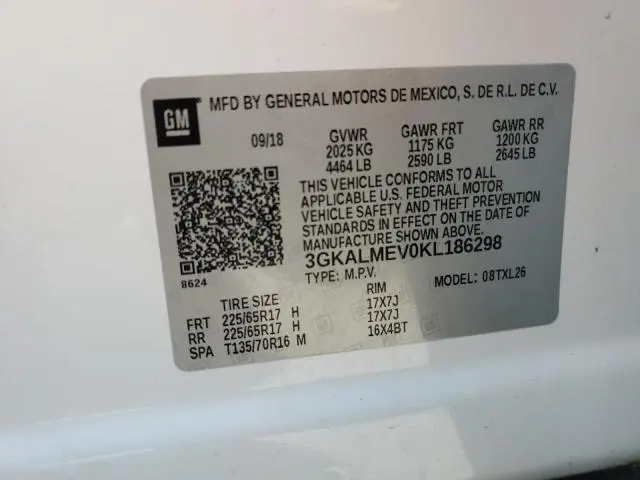 GM
MFD BY GENERAL MOTORS DE MEXICO, S. DE R.L. DE C.V.
09/18 GVWR GAWR FRT GAWR RR
2025 KG 1175 KG 1200 KG
4464 LB 2590 LB 2645 LB
THIS VEHICLE CONFORMS TO ALL
APPLICABLE U.S. FEDERAL MOTOR
VEHICLE SAFETY AND THEFT PREVENTION
STANDARDS IN EFFECT ON THE DATE OF
MANUFACTURE SHOWN ABOVE.
3GKALMEV0KL186298
8624 TYPE: M.P.V. MODEL: 08TXL26
TIRE SIZE RIM
FRT 225/65R17 H 17X7J
RR 225/65R17 H 17X7J
SPA T135/70R16 M 16X4BT